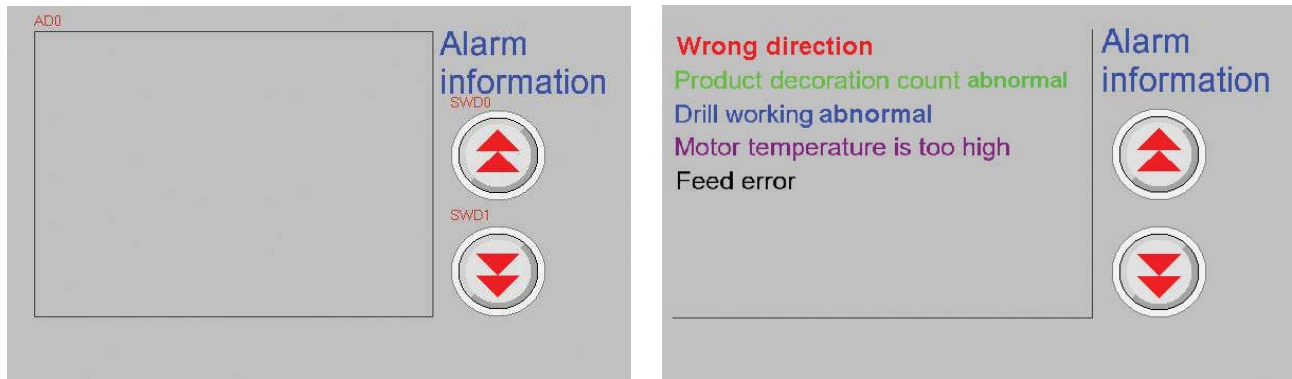 AD0
Alarm
information
SWD0
SWD1
Wrong direction
Product decoration count abnormal
Drill working abnormal
Motor temperature is too high
Feed error
Alarm
information